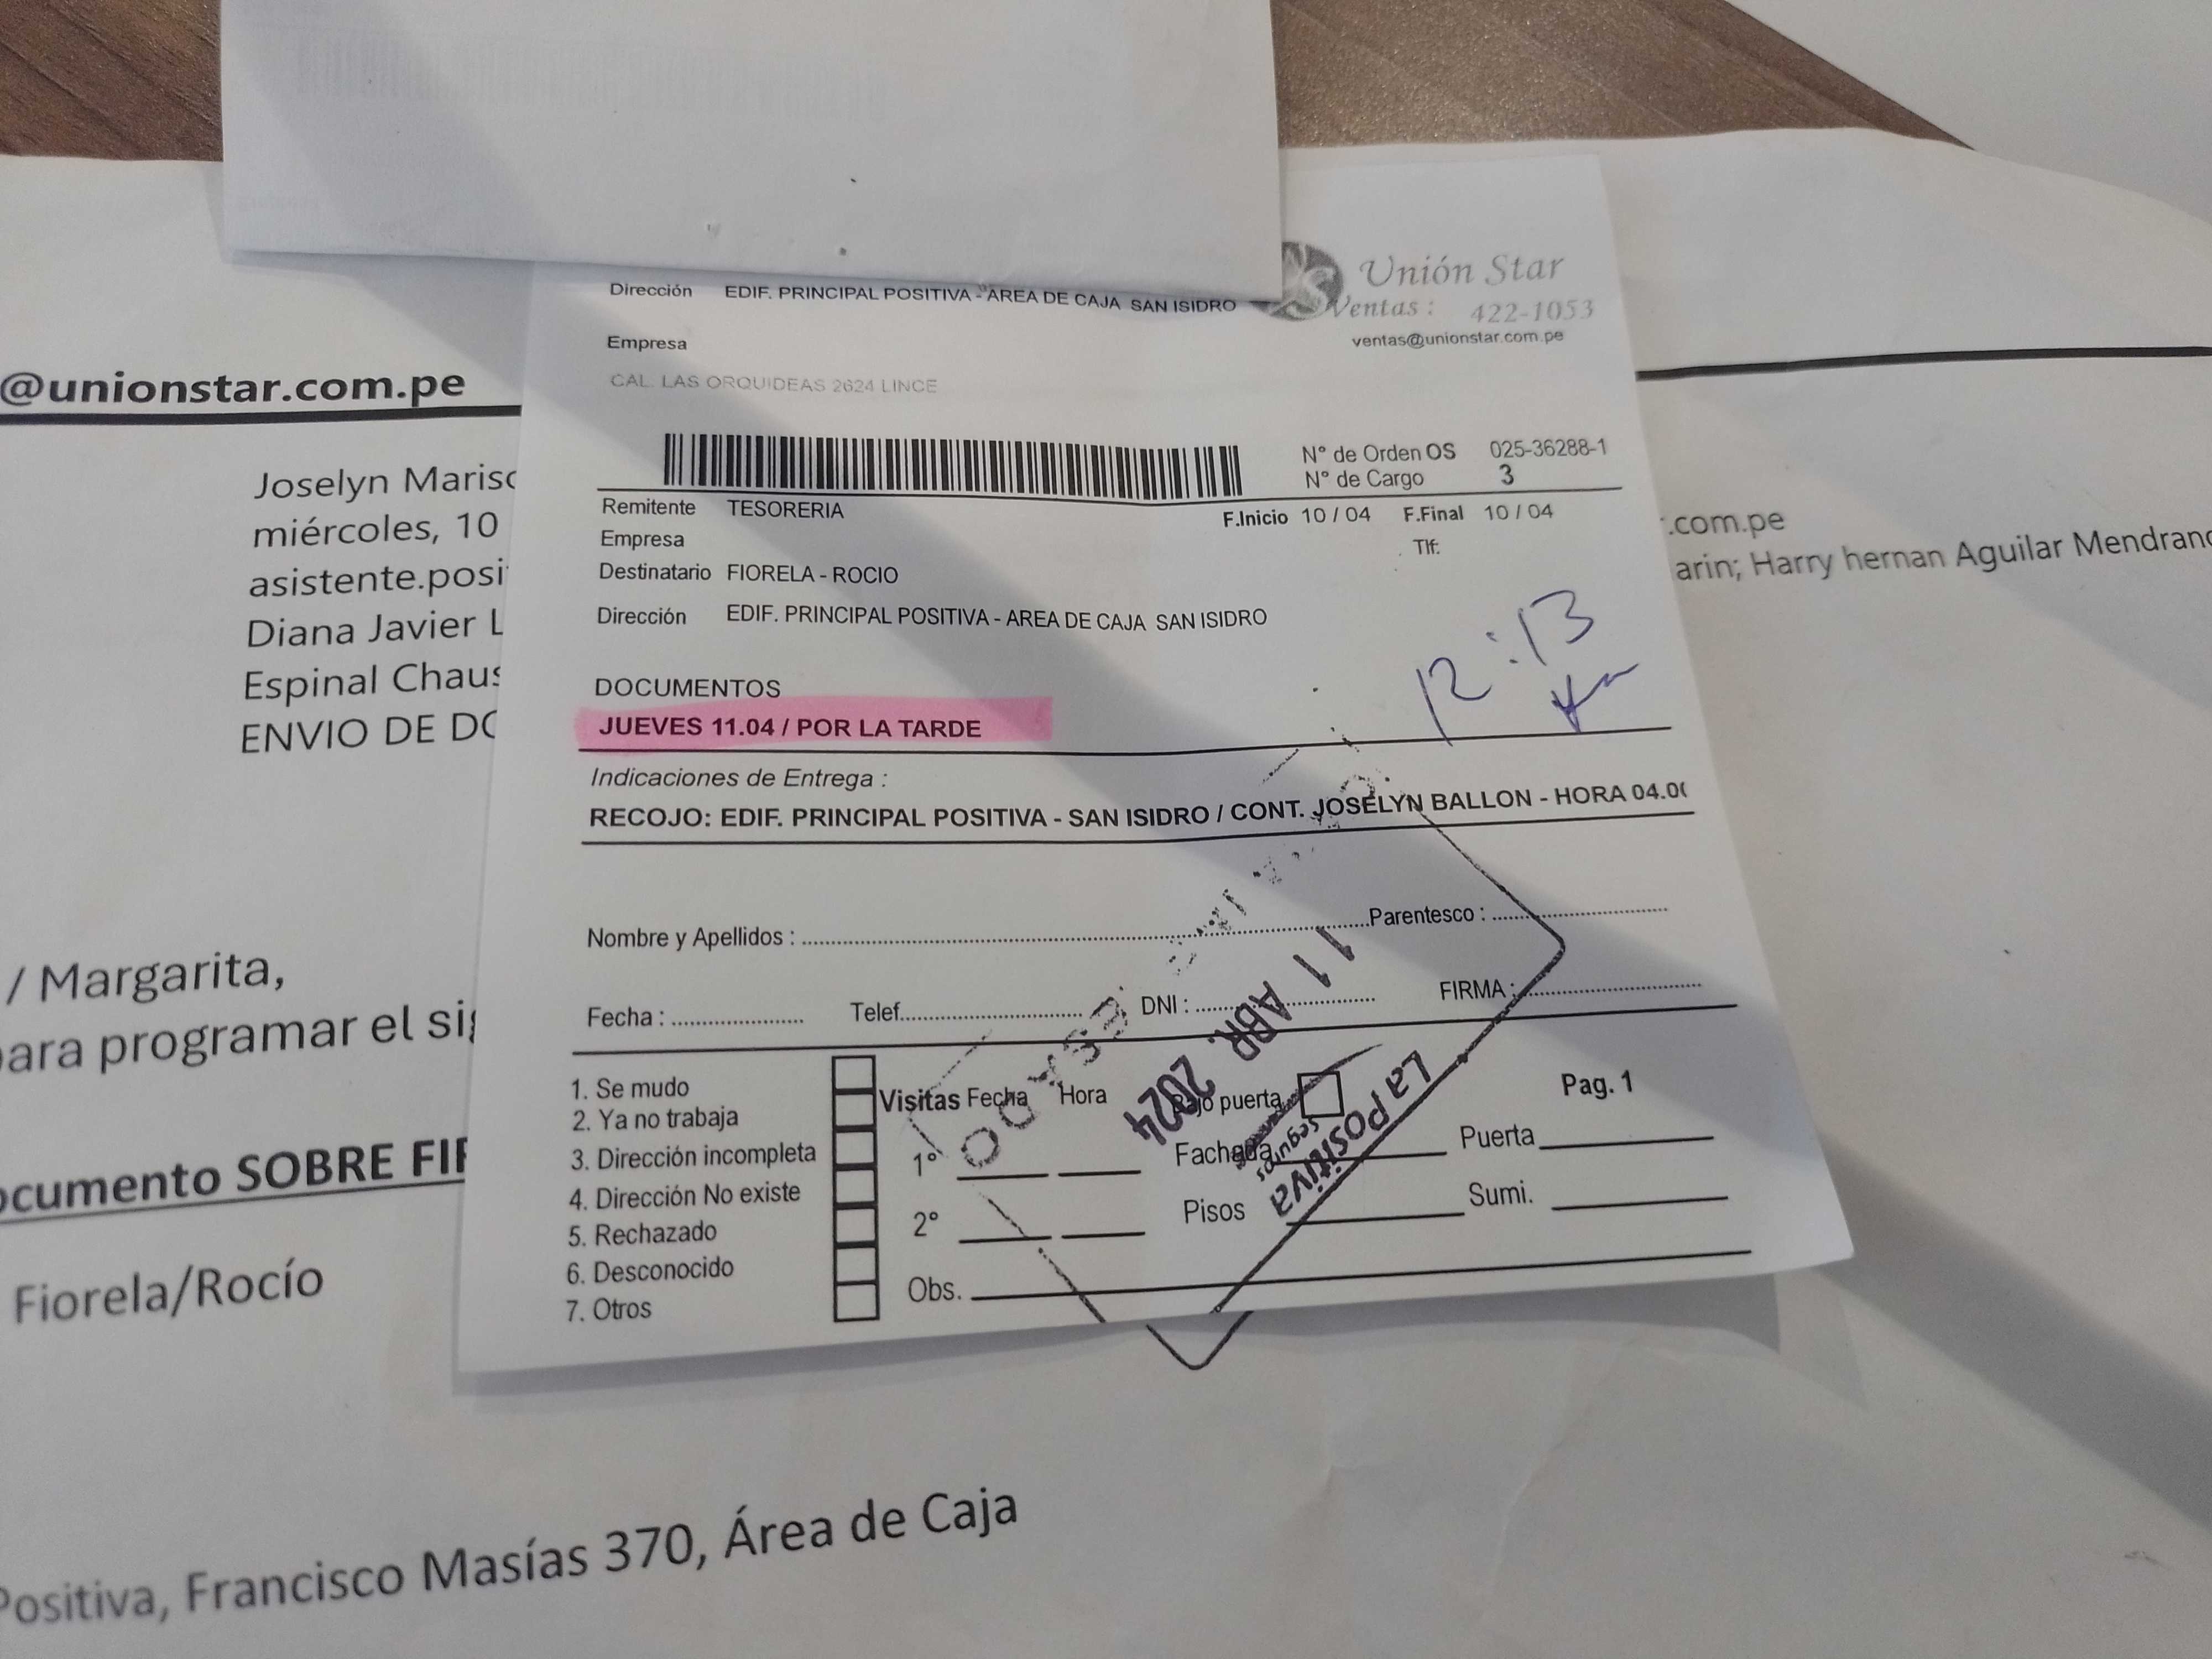 Dirección EDIF. PRINCIPAL POSITIVA - AREA DE CAJA SAN ISIDRO
Unión Star
Ventas : 422-1053
ventas@unionstar.com.pe
Empresa
CAL. LAS ORQUIDEAS 2624 LINCE
N° de Orden OS 025-36288-1
N° de Cargo 3
Remitente TESORERIA
F.Inicio 10 / 04 F.Final 10 / 04
Empresa
Tlf:
Destinatario FIORELA - ROCIO
Dirección EDIF. PRINCIPAL POSITIVA - AREA DE CAJA SAN ISIDRO
12:13
DOCUMENTOS
JUEVES 11.04 / POR LA TARDE
Indicaciones de Entrega :
RECOJO: EDIF. PRINCIPAL POSITIVA - SAN ISIDRO / CONT. JOSELYN BALLON - HORA 04.0
Nombre y Apellidos : Parentesco :
Fecha : Telef. DNI : FIRMA :
1. Se mudo
2. Ya no trabaja
3. Dirección incompleta
4. Dirección No existe
5. Rechazado
6. Desconocido
7. Otros
Visitas Fecha Hora
1°
2°
Obs.
Bajo puerta
Fachada
Pisos
Pag. 1
Puerta
Sumi.
11 ABR. 2024
La Positiva
Seguros
@unionstar.com.pe
Joselyn Marisc
miércoles, 10
asistente.posi
Diana Javier L
Espinal Chaus
ENVIO DE DO
.com.pe
arin; Harry hernan Aguilar Mendrano
/ Margarita,
para programar el sig
ocumento SOBRE FIR
Fiorela/Rocío
Positiva, Francisco Masías 370, Área de Caja